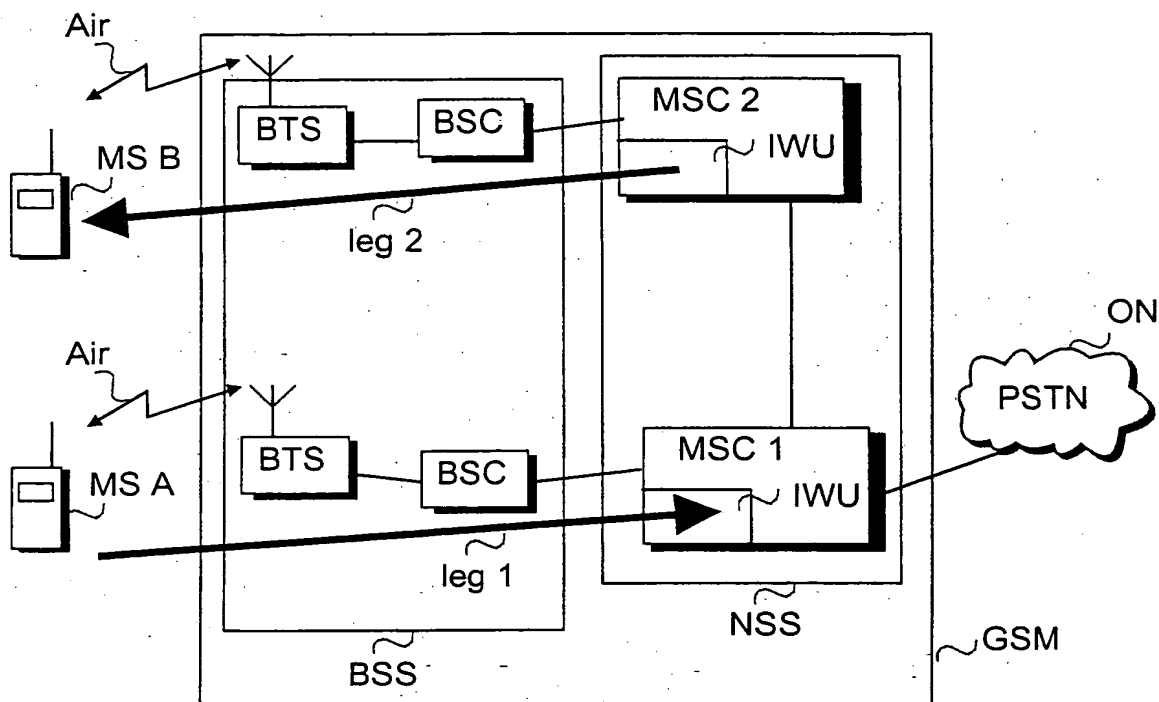 Air
MS B
BTS
BSC
MSC 2
IWU
leg 2
Air
MS A
BTS
BSC
MSC 1
IWU
leg 1
ON
PSTN
NSS
BSS
GSM